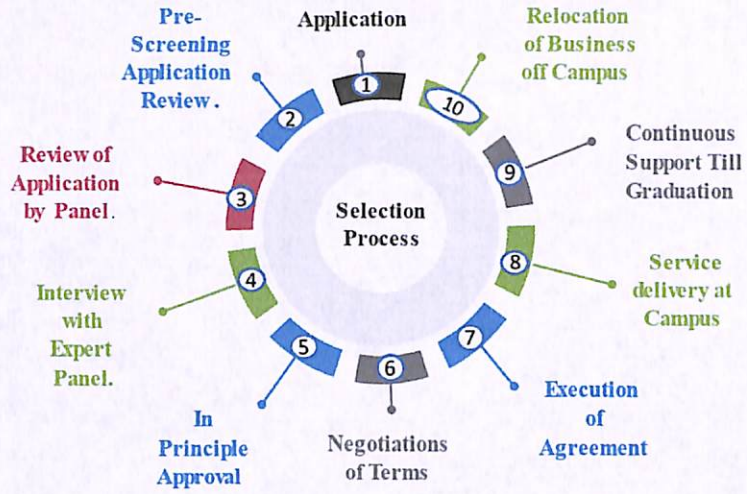 Application
1
Pre-
Screening
Application
Review .
2
Review of
Application
by Panel .
3
Interview
with
Expert
Panel.
4
In
Principle
Approval
5
Negotiations
of Terms
6
Execution
of
Agreement
7
Service
delivery at
Campus
8
Continuous
Support Till
Graduation
9
Relocation
of Business
off Campus
10
Selection
Process